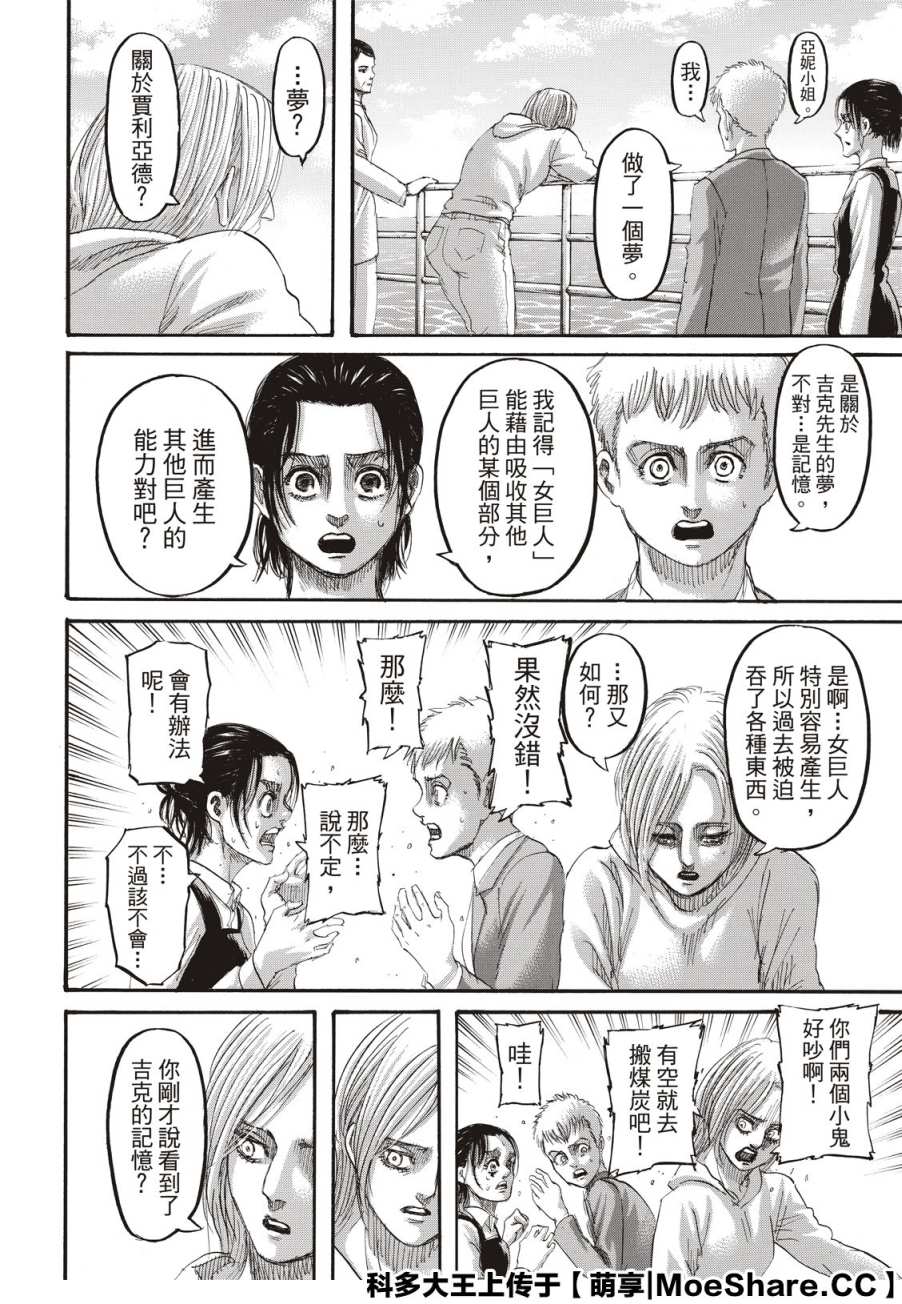 亞妮小姐。
我…
做了一個夢。
…夢？
關於賈利亞德？
是關於
吉克先生的夢，
不對…是記憶。
我記得「女巨人」
能藉由吸收其他
巨人的某個部分，
進而產生
其他巨人的
能力對吧？
是啊…女巨人
特別容易產生，
所以過去被迫
吞了各種東西。
…那又
如何？
果然沒錯！
那麼！
那麼…
說不定，
會有辦法
呢！
不…
不過該不會…
你們兩個小鬼
好吵啊！
有空就去
搬煤炭吧！
哇！
你剛才說看到了
吉克的記憶？
科多大王上传于【萌享|MoeShare.CC】